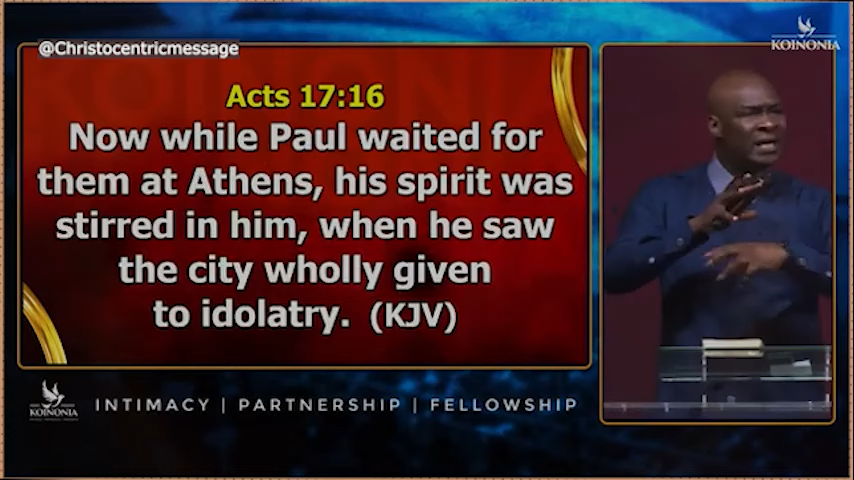 @Christocentricmessage
KOINONIA
Acts 17:16
Now while Paul waited for
them at Athens, his spirit was
stirred in him, when he saw
the city wholly given
to idolatry. (KJV)
KOINONIA
INTIMACY | PARTNERSHIP | FELLOWSHIP